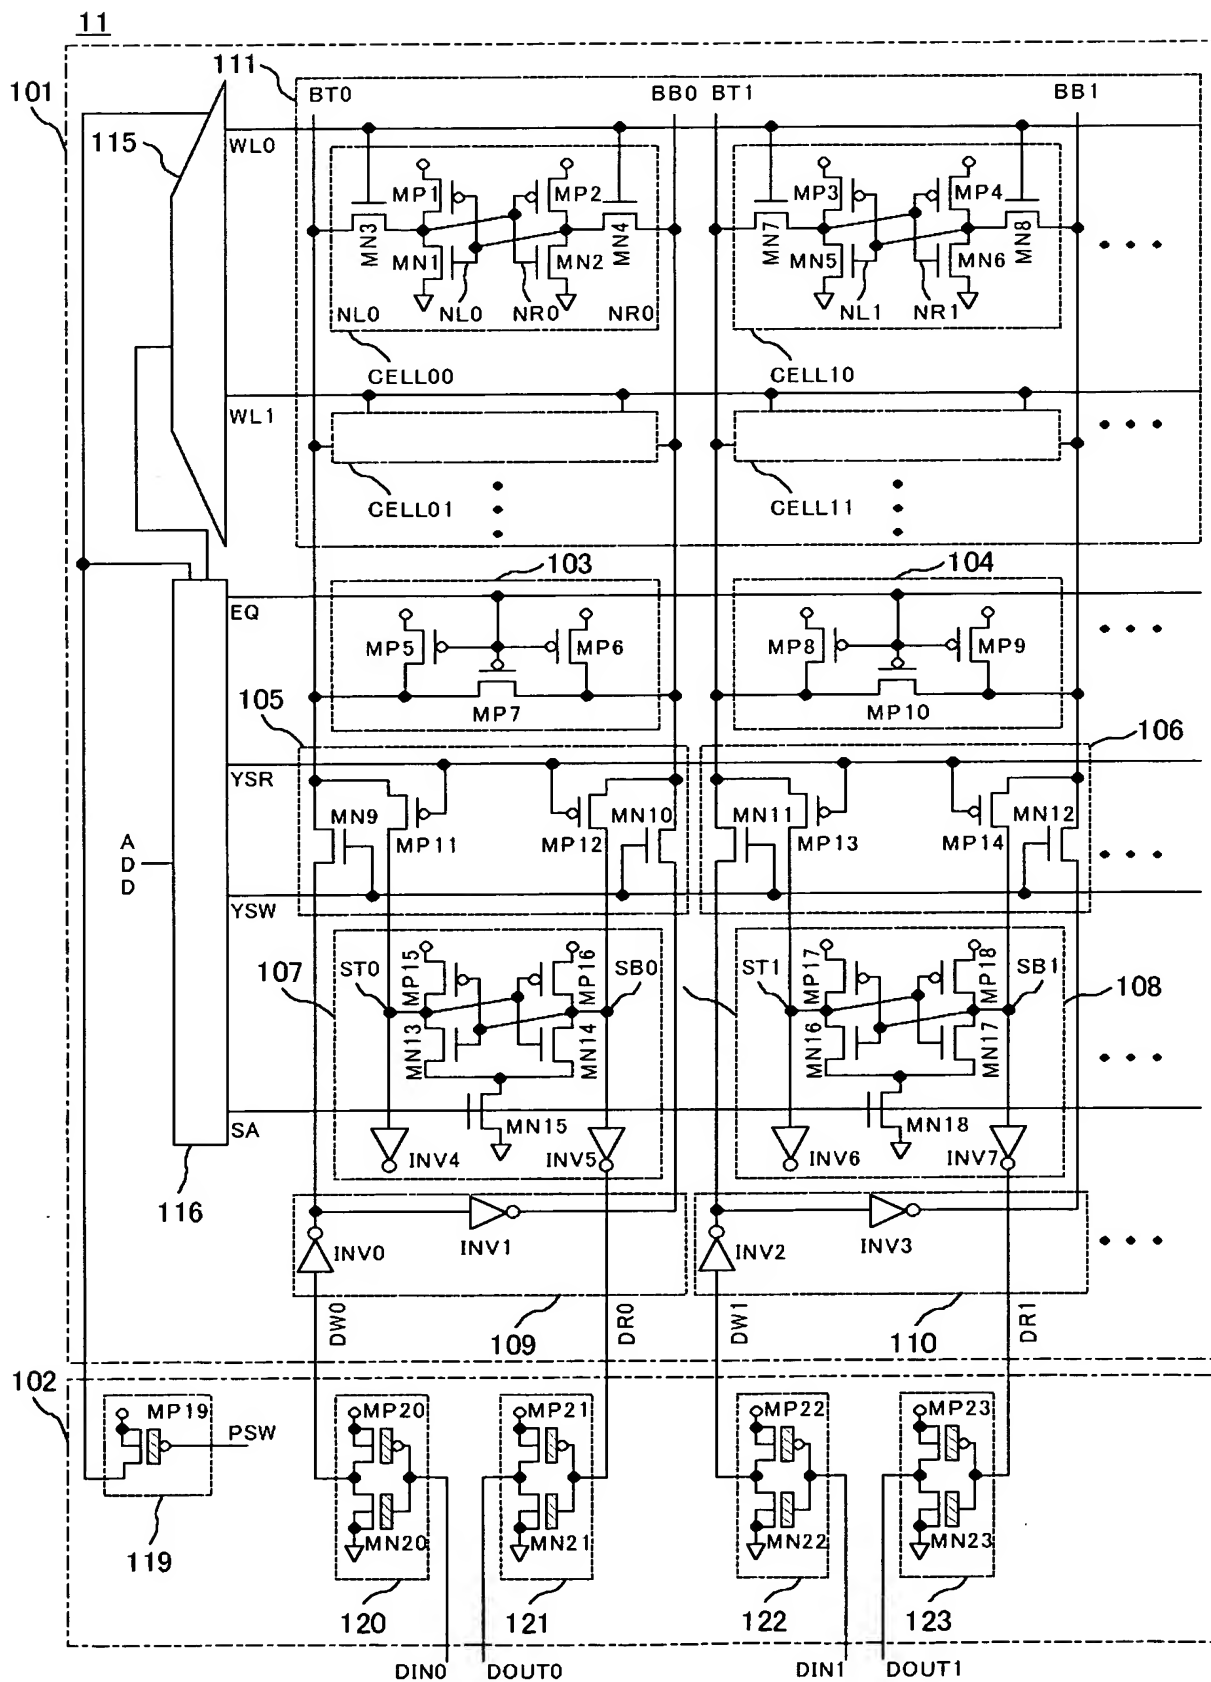 11
101
111
BT0
BB0
BT1
BB1
115
WL0
MP1
MP2
MP3
MP4
MN3
MN4
MN7
MN8
MN1
MN2
MN5
MN6
NL0
NL0
NR0
NR0
NL1
NR1
CELL00
CELL10
WL1
CELL01
CELL11
103
104
EQ
MP5
MP6
MP8
MP9
MP7
MP10
105
106
YSR
MN9
MP11
MP12
MN10
MN11
MP13
MP14
MN12
ADD
YSW
107
ST0
MP15
MP16
SB0
ST1
MP17
MP18
SB1
108
MN13
MN14
MN16
MN17
SA
MN15
MN18
INV4
INV5
INV6
INV7
116
INV0
INV1
INV2
INV3
DW0
109
DR0
DW1
110
DR1
102
MP19
PSW
MP20
MP21
MP22
MP23
MN20
MN21
MN22
MN23
119
120
121
122
123
DIN0
DOUT0
DIN1
DOUT1